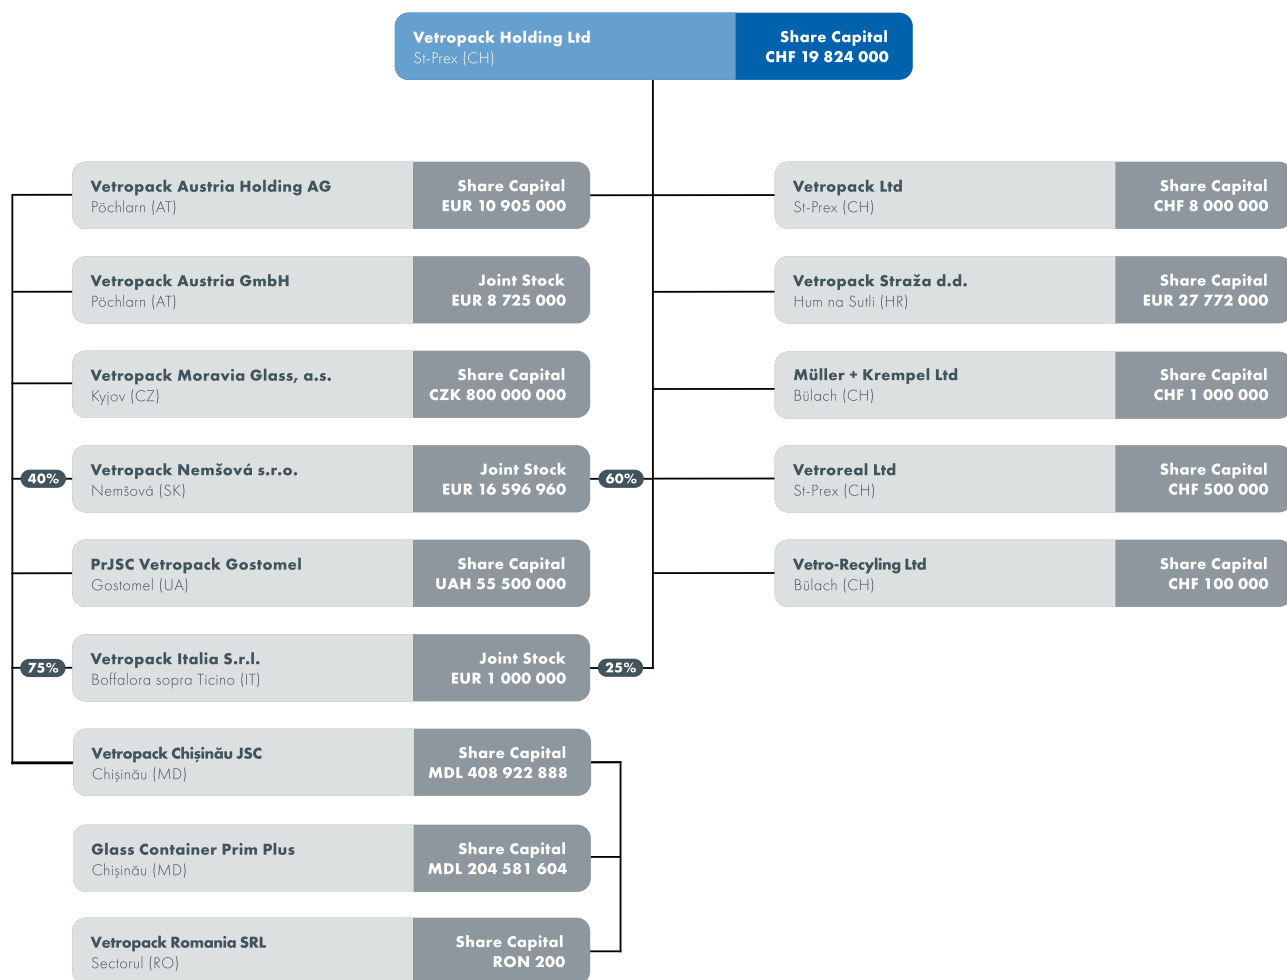 Vetropack Holding Ltd
St-Prex (CH)
Share Capital
CHF 19 824 000
Vetropack Austria Holding AG
Pöchlarn (AT)
Share Capital
EUR 10 905 000
Vetropack Ltd
St-Prex (CH)
Share Capital
CHF 8 000 000
Vetropack Austria GmbH
Pöchlarn (AT)
Joint Stock
EUR 8 725 000
Vetropack Straža d.d.
Hum na Sutli (HR)
Share Capital
EUR 27 772 000
Vetropack Moravia Glass, a.s.
Kyjov (CZ)
Share Capital
CZK 800 000 000
Müller + Krempel Ltd
Bülach (CH)
Share Capital
CHF 1 000 000
40%
Vetropack Nemšová s.r.o.
Nemšová (SK)
Joint Stock
EUR 16 596 960
60%
Vetroreal Ltd
St-Prex (CH)
Share Capital
CHF 500 000
PrJSC Vetropack Gostomel
Gostomel (UA)
Share Capital
UAH 55 500 000
Vetro-Recyling Ltd
Bülach (CH)
Share Capital
CHF 100 000
75%
Vetropack Italia S.r.l.
Boffalora sopra Ticino (IT)
Joint Stock
EUR 1 000 000
25%
Vetropack Chișinău JSC
Chișinău (MD)
Share Capital
MDL 408 922 888
Glass Container Prim Plus
Chișinău (MD)
Share Capital
MDL 204 581 604
Vetropack Romania SRL
Sectorul (RO)
Share Capital
RON 200